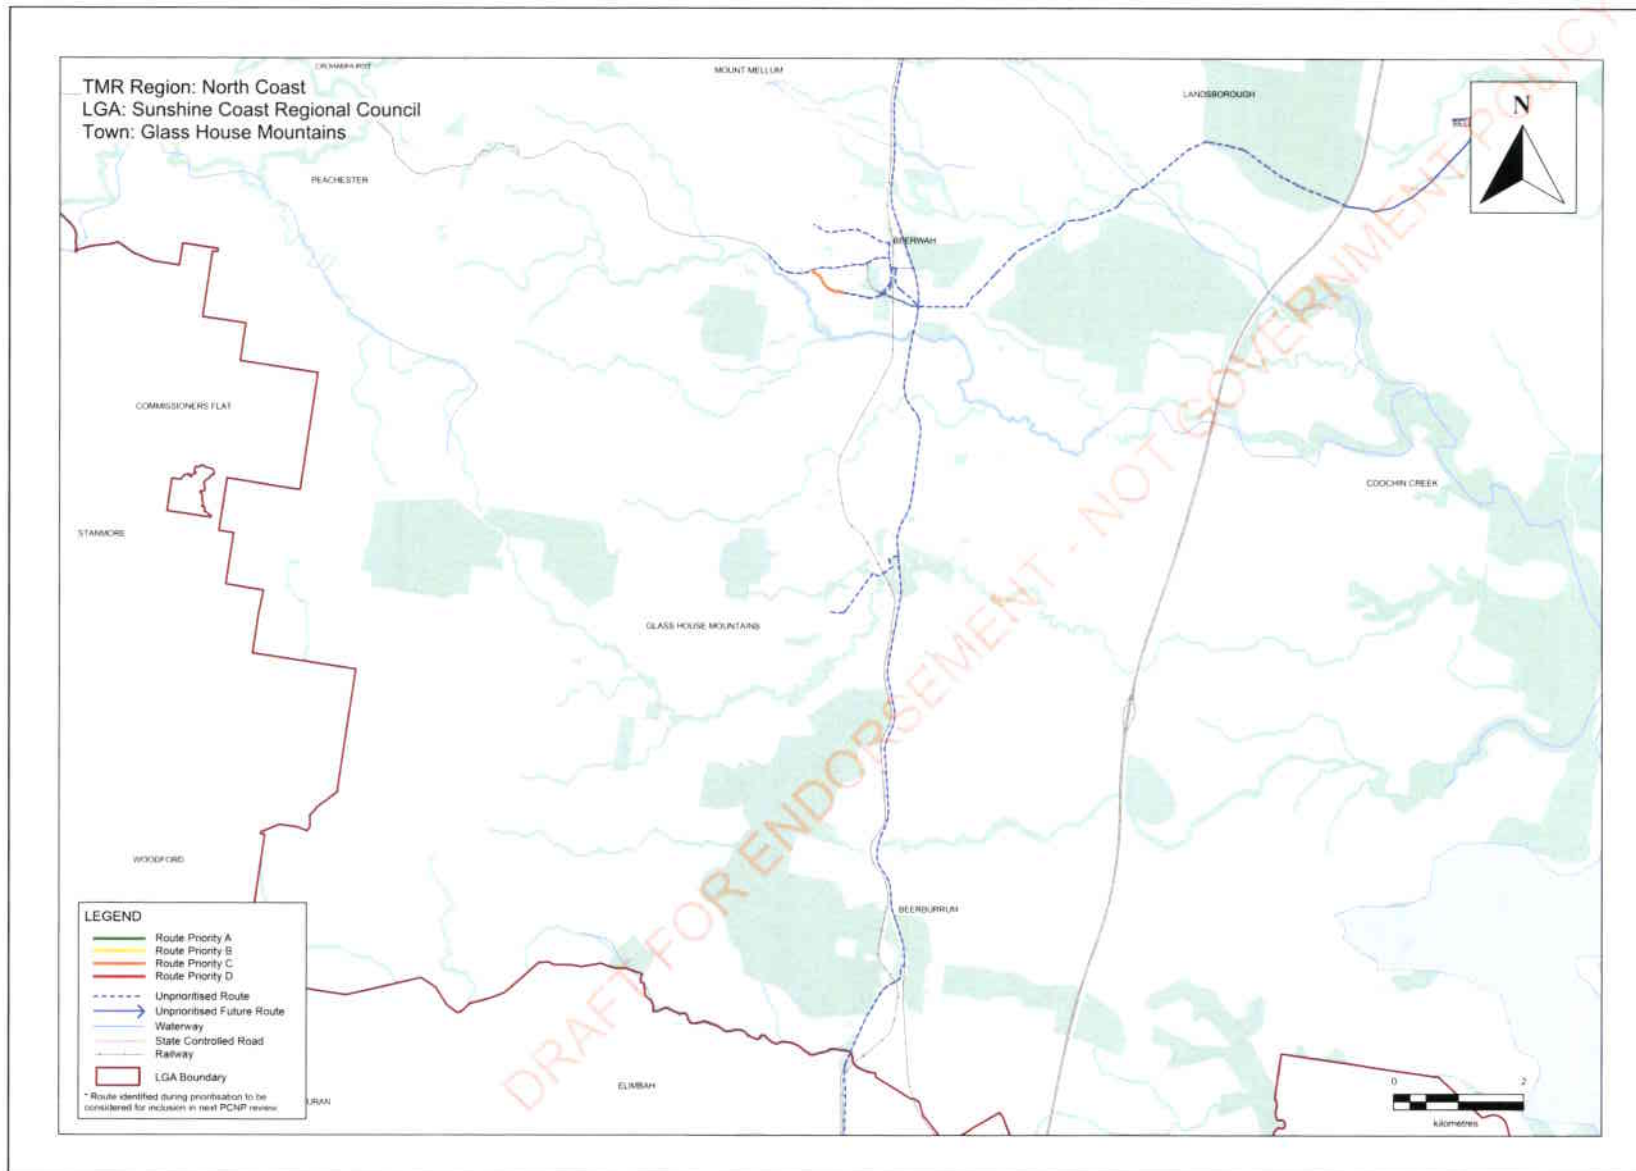 TMR Region: North Coast
LGA: Sunshine Coast Regional Council
Town: Glass House Mountains
MOUNT MELLUM
LANDSBOROUGH
N
PEACHESTER
BEERWAH
COMMISSIONERS FLAT
COOCHIN CREEK
STANMORE
GLASS HOUSE MOUNTAINS
WOODFORD
BEERBURRUM
ELIMBAH
URAN
LEGEND
Route Priority A
Route Priority B
Route Priority C
Route Priority D
Unprioritised Route
Unprioritised Future Route
Waterway
State Controlled Road
Railway
LGA Boundary
* Route identified during prioritisation to be
considered for inclusion in next PCNP review
0 2
kilometres
DRAFT FOR ENDORSEMENT - NOT GOVERNMENT POLICY